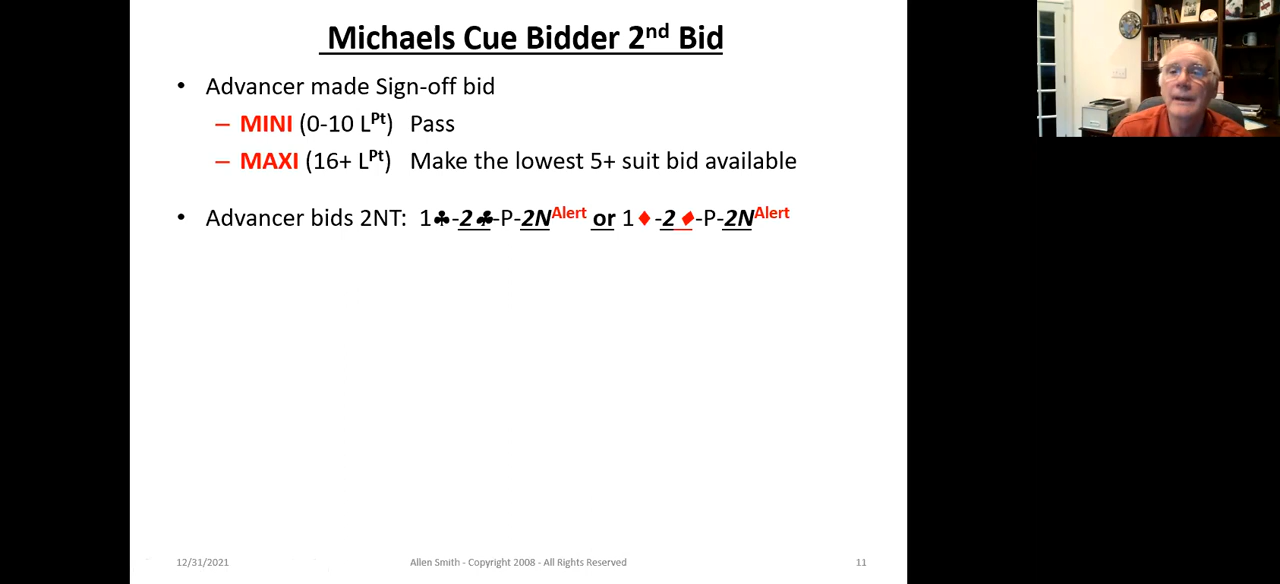 Michaels Cue Bidder 2nd Bid
• Advancer made Sign-off bid
– MINI (0-10 LPt) Pass
– MAXI (16+ LPt) Make the lowest 5+ suit bid available
• Advancer bids 2NT: 1♣-2♣-P-2NAlert or 1♦-2♦-P-2NAlert
12/31/2021 Allen Smith - Copyright 2008 - All Rights Reserved 11